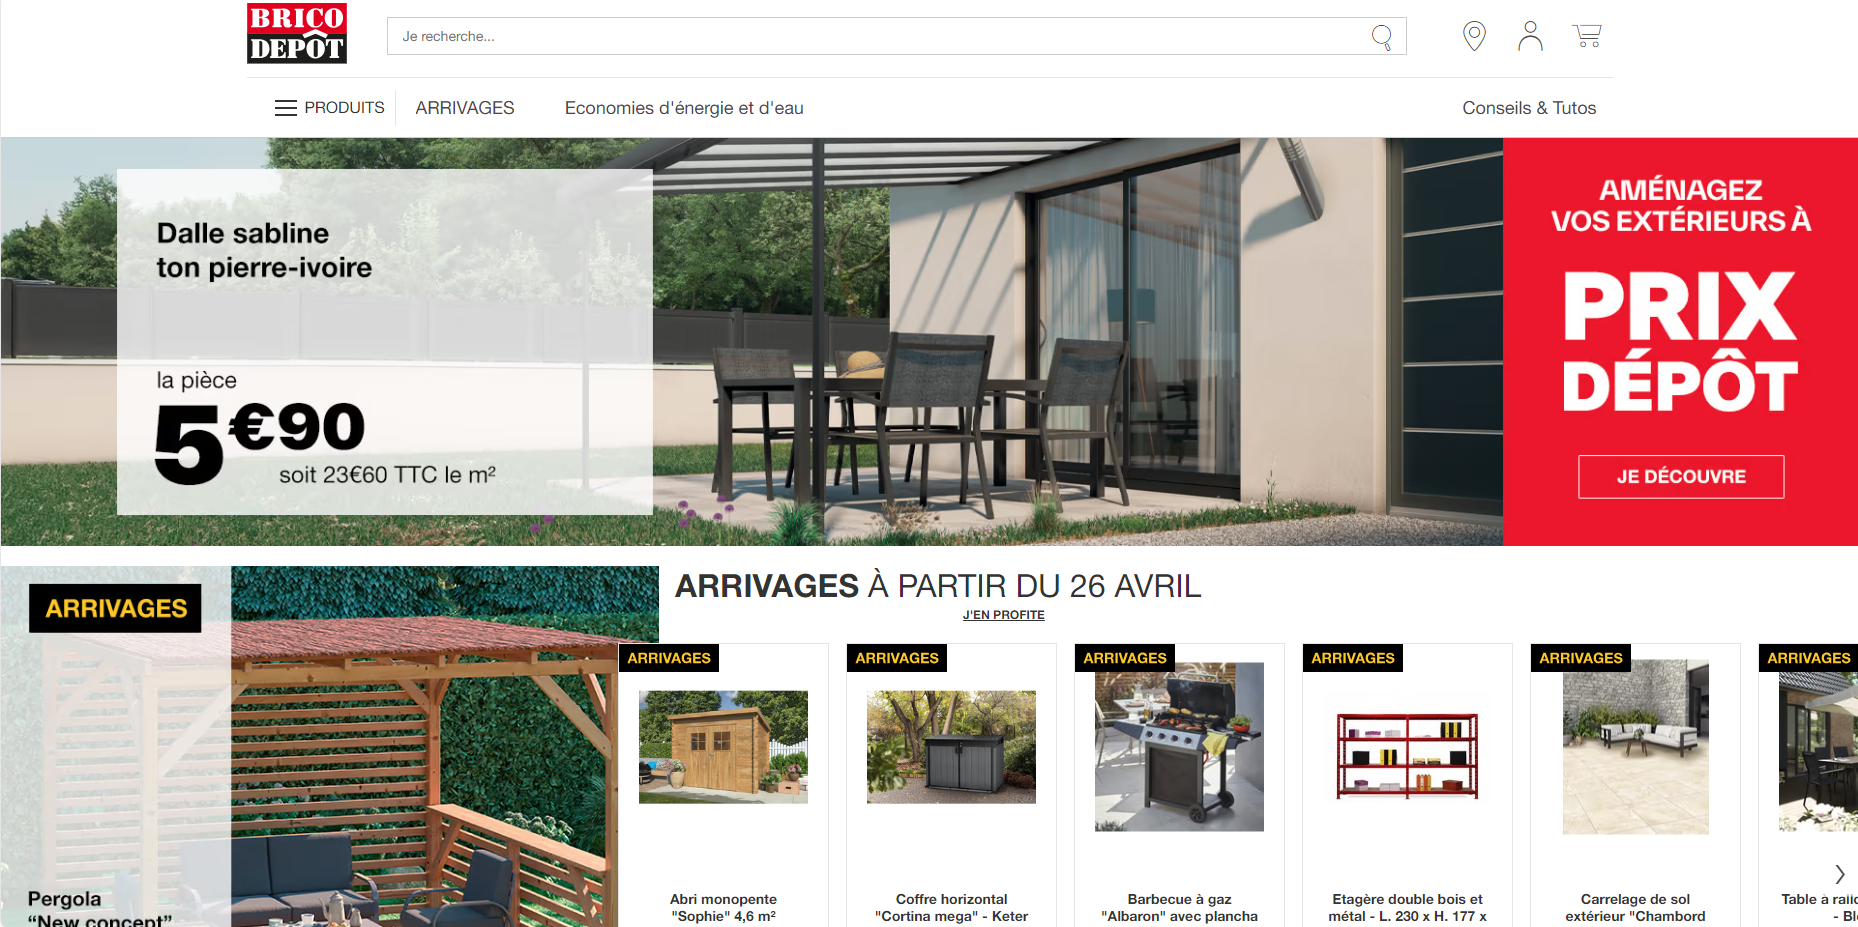 BRICO
DEPÔT
Je recherche...
PRODUITS
ARRIVAGES
Economies d'énergie et d'eau
Conseils & Tutos
Dalle sabline
ton pierre-ivoire
la pièce
5€90
soit 23€60 TTC le m²
AMÉNAGEZ
VOS EXTÉRIEURS À
PRIX
DÉPÔT
JE DÉCOUVRE
ARRIVAGES
Pergola
“New concept”
ARRIVAGES À PARTIR DU 26 AVRIL
J'EN PROFITE
ARRIVAGES
Abri monopente
"Sophie" 4,6 m²
ARRIVAGES
Coffre horizontal
"Cortina mega" - Keter
ARRIVAGES
Barbecue à gaz
"Albaron" avec plancha
ARRIVAGES
Etagère double bois et
métal - L. 230 x H. 177 x
ARRIVAGES
Carrelage de sol
extérieur "Chambord
ARRIVAGES
Table à